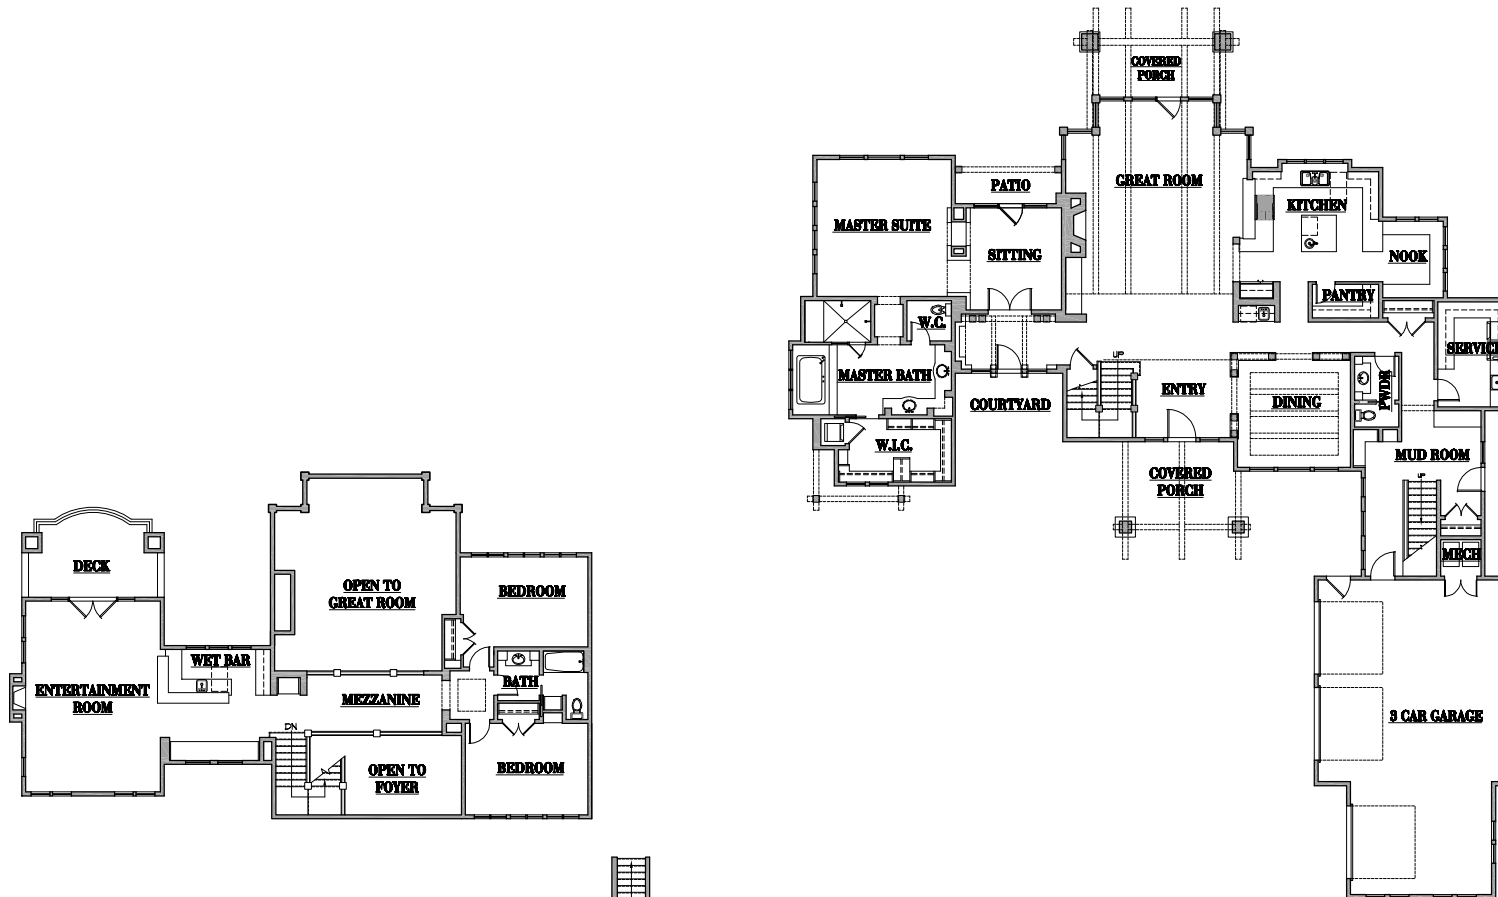 COVERED
PORCH
GREAT ROOM
PATIO
MASTER SUITE
KITCHEN
SITTING
NOOK
PANTRY
W.C.
SERVICE
UP
MASTER BATH
ENTRY
PWDR
COURTYARD
DINING
W.I.C.
MUD ROOM
COVERED
PORCH
UP
MECH
3 CAR GARAGE
DECK
OPEN TO
GREAT ROOM
BEDROOM
WET BAR
BATH
ENTERTAINMENT
ROOM
MEZZANINE
DN
OPEN TO
FOYER
BEDROOM